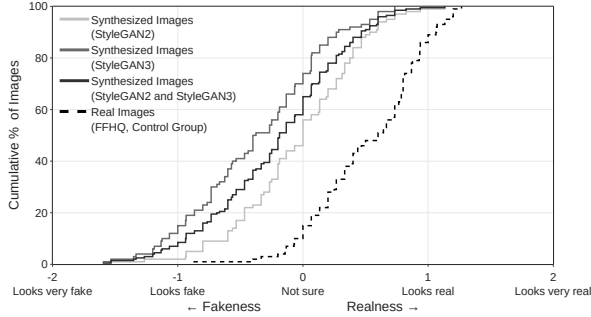 100
80
60
40
20
0
Cumulative % of Images
Synthesized Images
(StyleGAN2)
Synthesized Images
(StyleGAN3)
Synthesized Images
(StyleGAN2 and StyleGAN3)
Real Images
(FFHQ, Control Group)
-2 -1 0 1 2
Looks very fake Looks fake Not sure Looks real Looks very real
← Fakeness Realness →